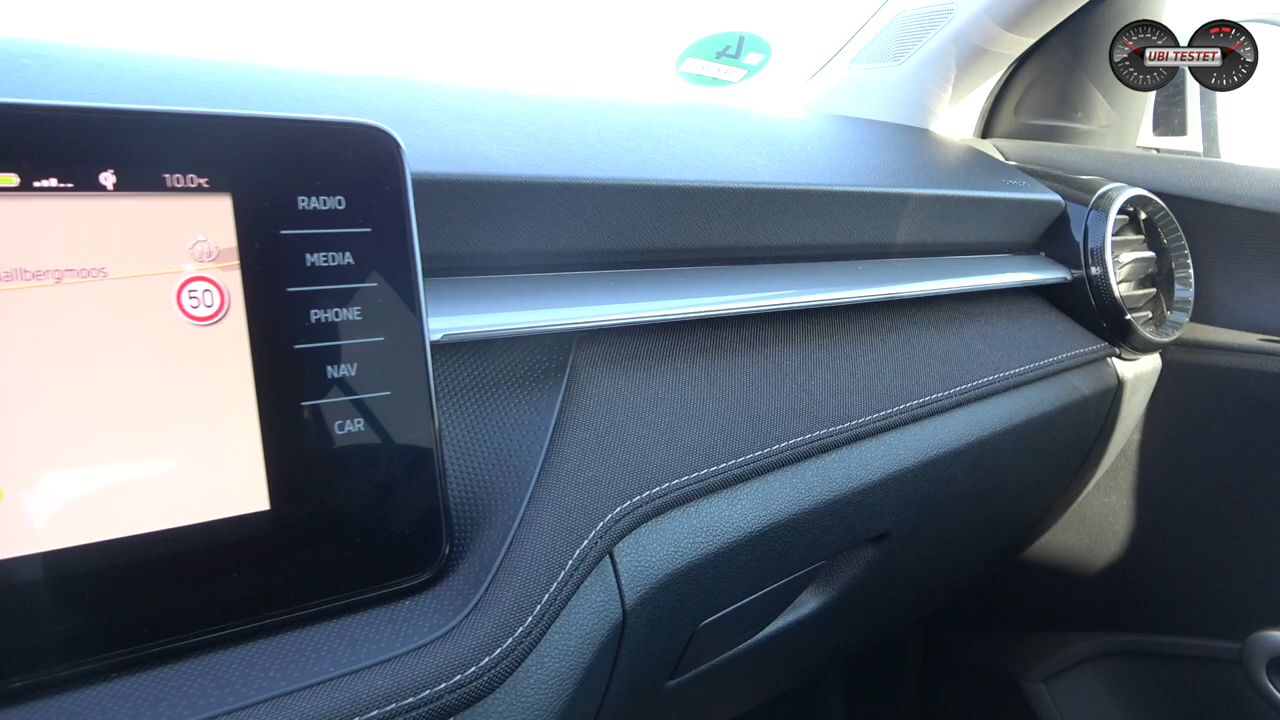 UBI TESTET
10.0°C
RADIO
MEDIA
allbergmoos
50
PHONE
NAV
CAR